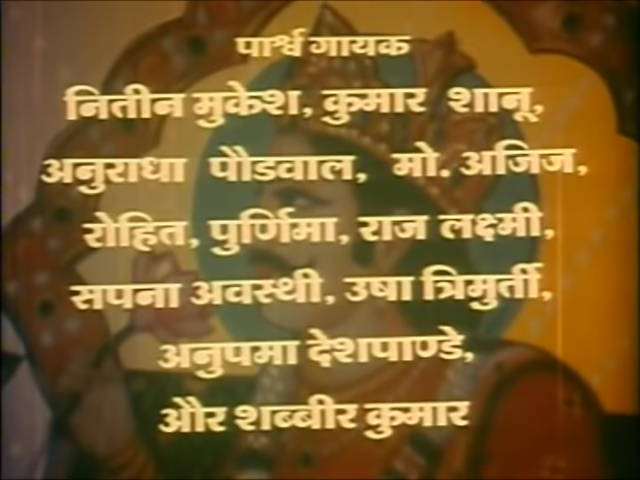 पार्श्व गायक
नितीन मुकेश, कुमार शानू,
अनुराधा पौडवाल, मो. अजिज,
रोहित, पुर्णिमा, राज लक्ष्मी,
सपना अवस्थी, उषा त्रिमुर्ती,
अनुपमा देशपाण्डे,
और शब्बीर कुमार